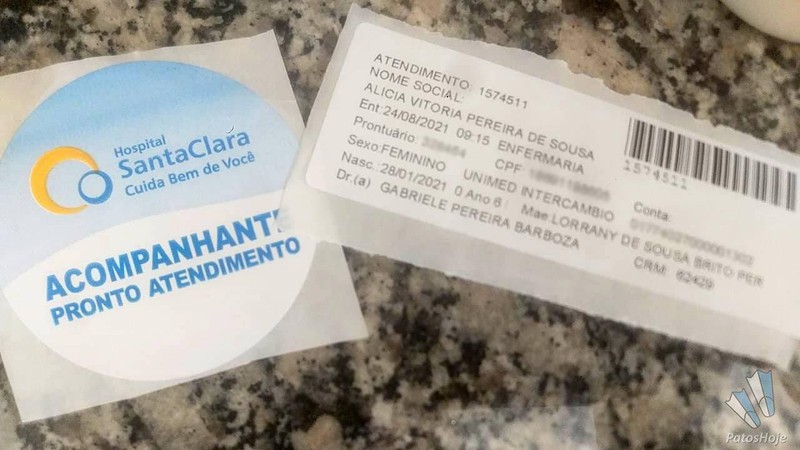 Hospital
SantaClara
Cuida Bem de Você
ACOMPANHANTE
PRONTO ATENDIMENTO
ATENDIMENTO: 1574511
NOME SOCIAL:
ALICIA VITORIA PEREIRA DE SOUSA
Ent:24/08/2021 09:15 ENFERMARIA
Prontuário: CPF:
Sexo:FEMININO UNIMED INTERCAMBIO Conta:
Nasc.:28/01/2021 0 Ano 6 Mae LORRANY DE SOUSA BRITO PER
Dr.(a) GABRIELE PEREIRA BARBOZA CRM: 62429
1574511
PatosHoje